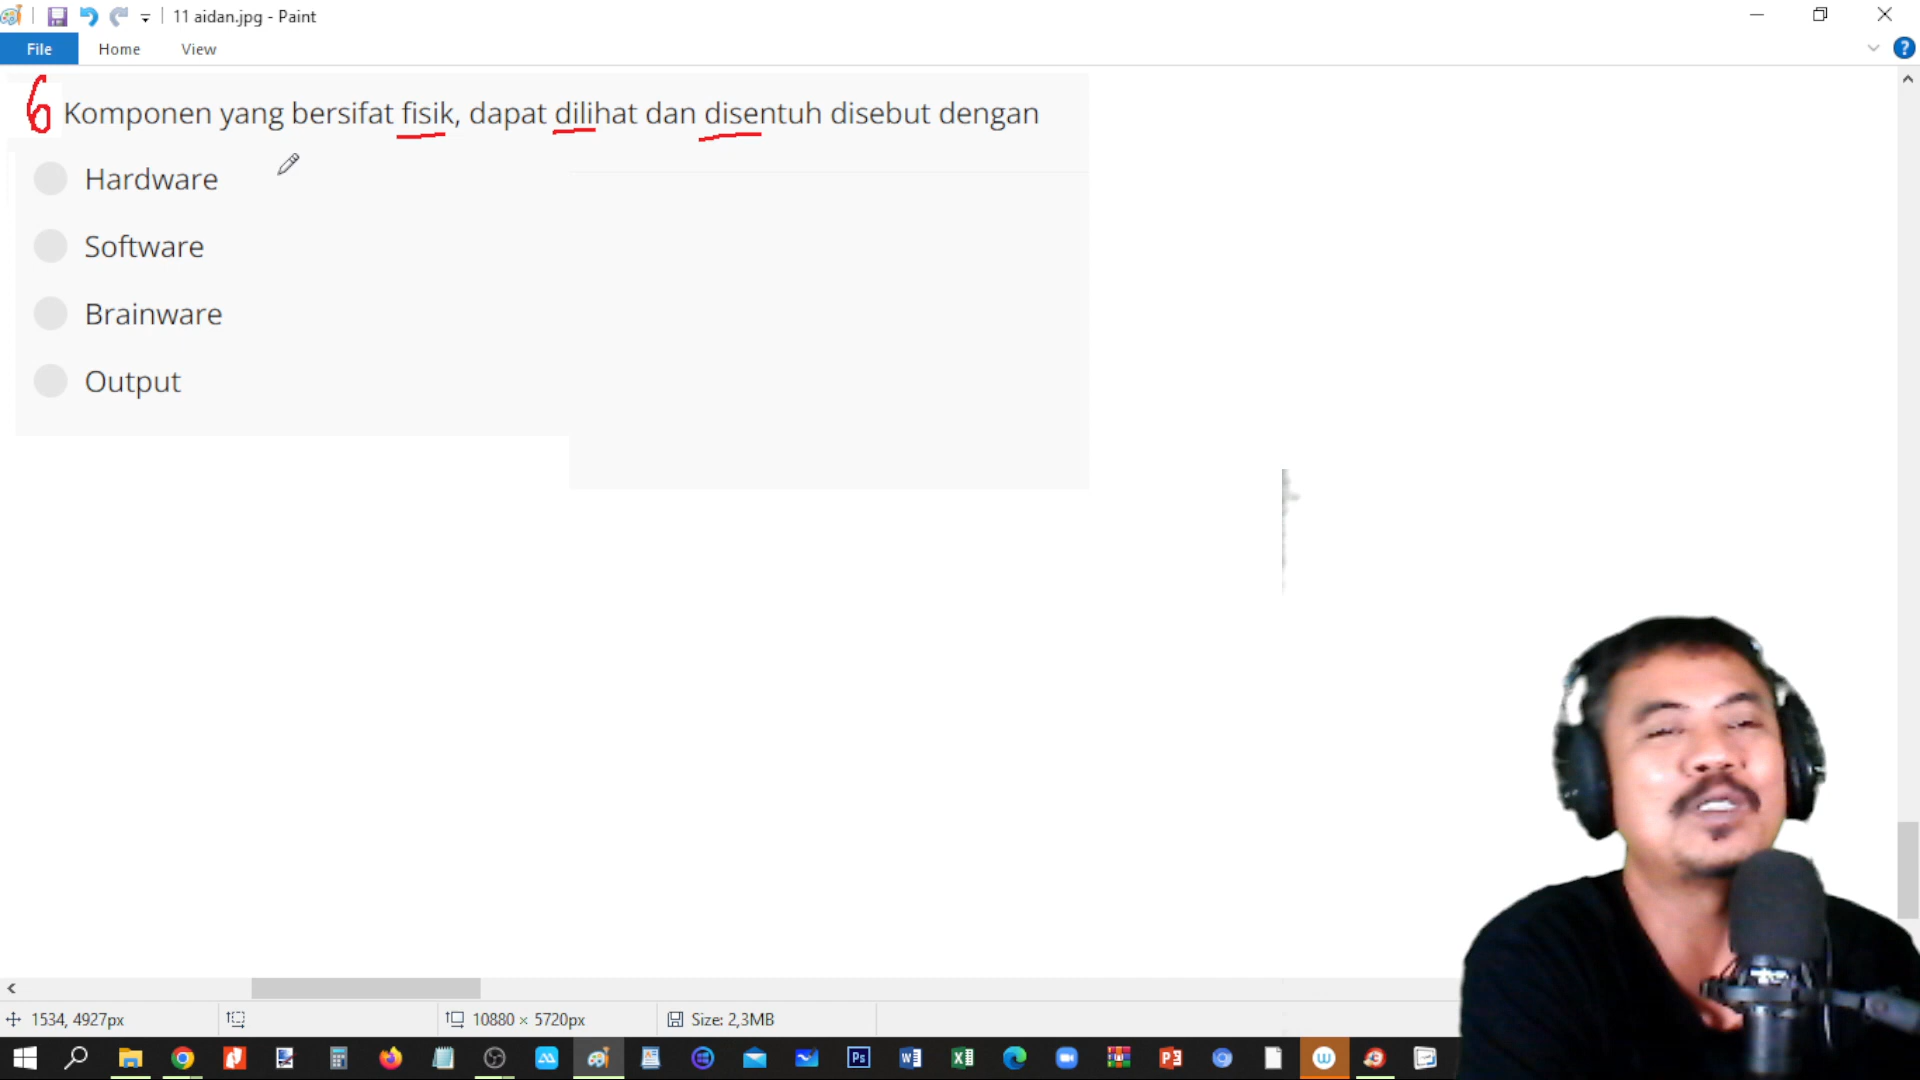 11 aidan.jpg - Paint
File Home View
6 Komponen yang bersifat fisik, dapat dilihat dan disentuh disebut dengan
Hardware
Software
Brainware
Output
1534, 4927px
10880 × 5720px
Size: 2,3MB
Ps